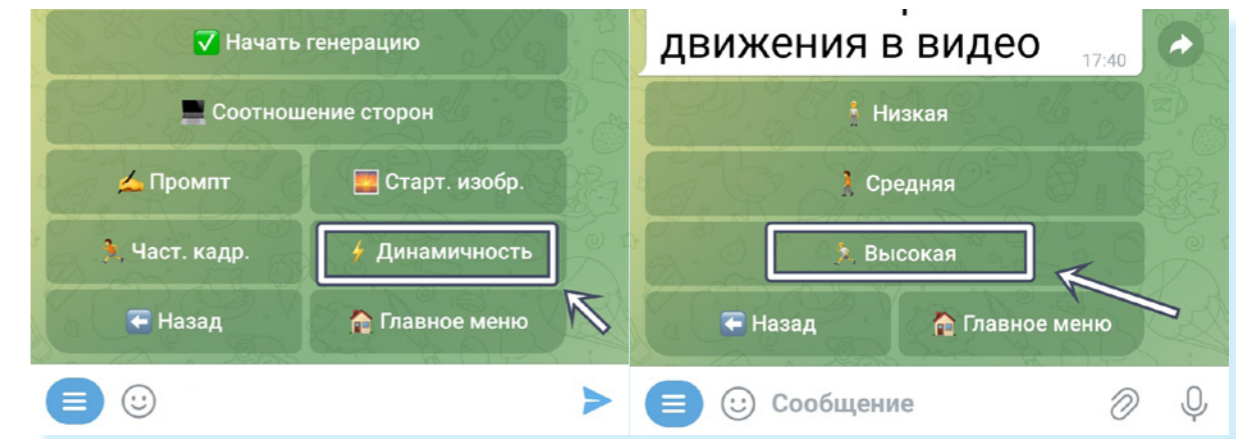 Начать генерацию
Соотношение сторон
Промпт
Старт. изобр.
Част. кадр.
Динамичность
Назад
Главное меню
движения в видео
17:40
Низкая
Средняя
Высокая
Назад
Главное меню
Сообщение